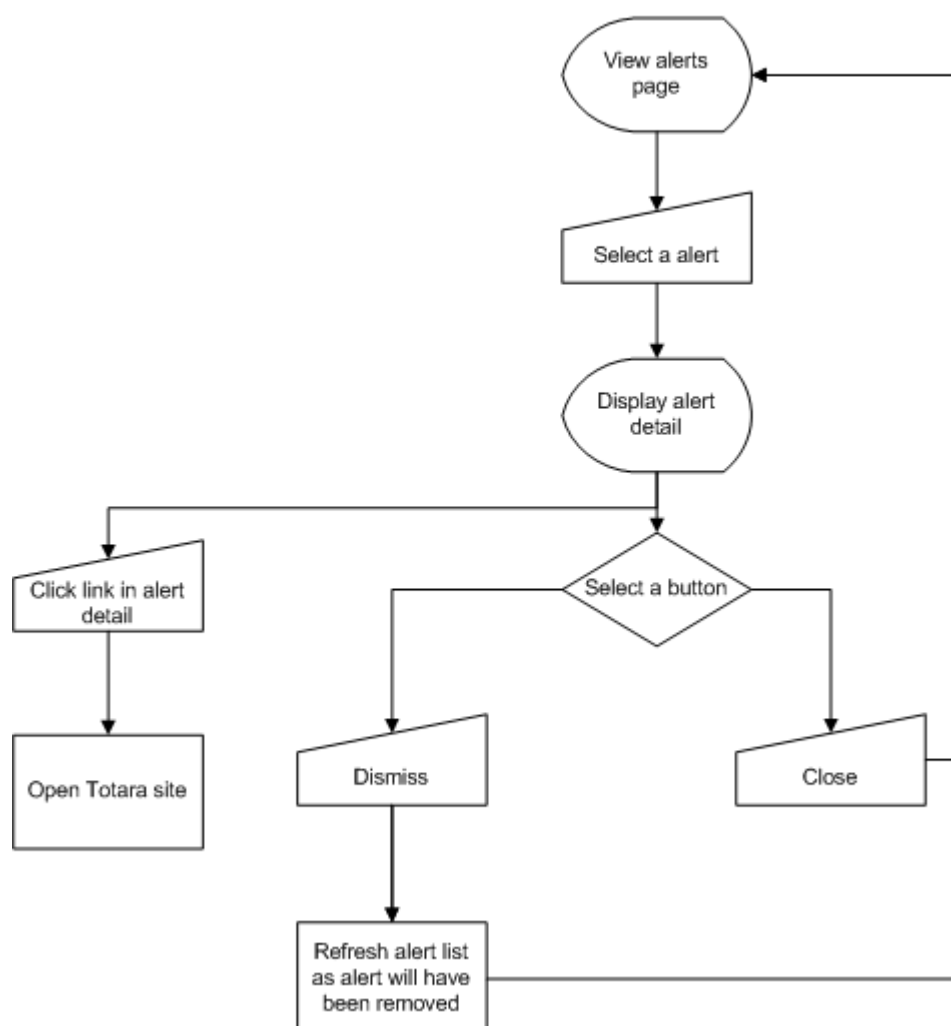 View alerts
page
Select a alert
Display alert
detail
Click link in alert
detail
Select a button
Open Totara site
Dismiss
Close
Refresh alert list
as alert will have
been removed